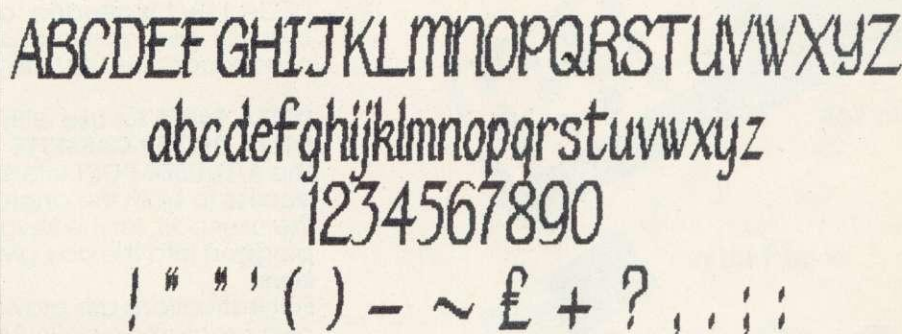 ABCDEFGHIJKLMNOPQRSTUVWXYZ
abcdefghijklmnopqrstuvwxyz
1234567890
! “ ” ' ( ) – ~ £ + ? , . ; :